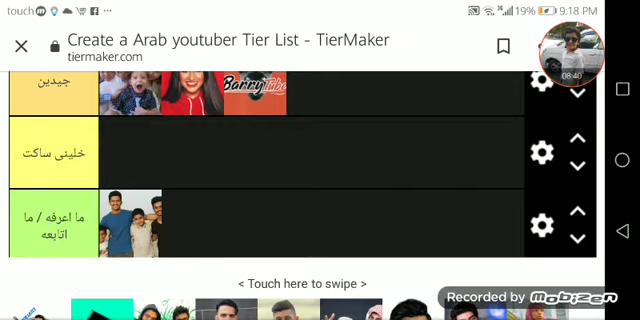 touch 19% 9:18 PM
Create a Arab youtuber Tier List - TierMaker
tiermaker.com
08:40
جيدين
BarryTube
خليني ساكت
ما اعرفه / ما
اتابعه
< Touch here to swipe >
Recorded by mobizen